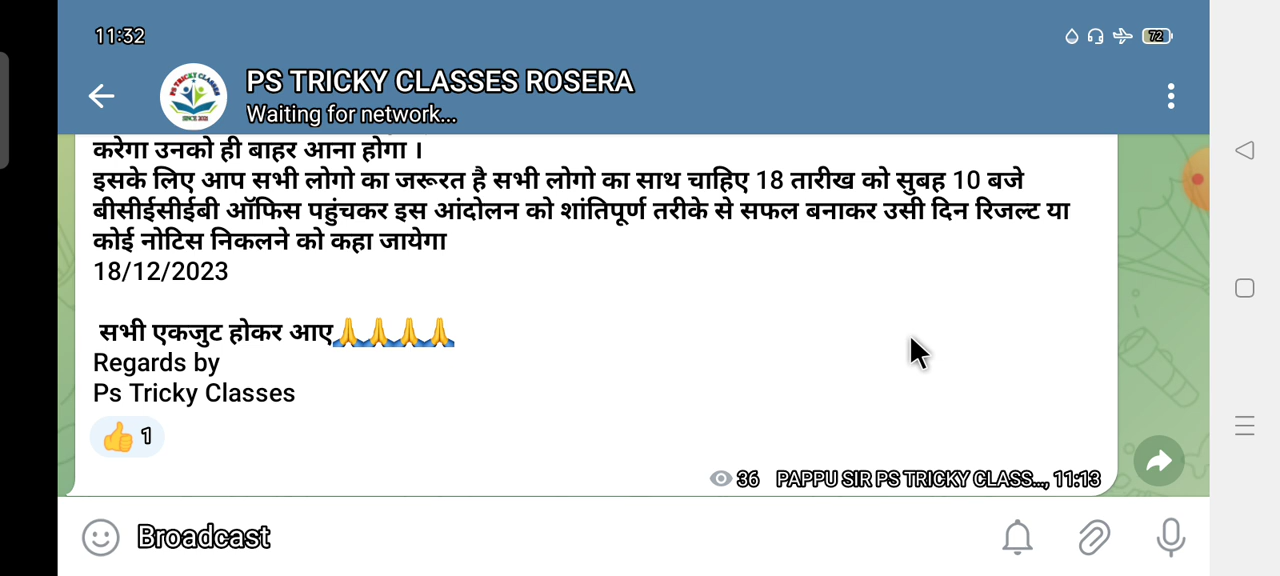 11:32
72
PS TRICKY CLASSES ROSERA
Waiting for network...
करेगा उनको ही बाहर आना होगा ।
इसके लिए आप सभी लोगो का जरूरत है सभी लोगो का साथ चाहिए 18 तारीख को सुबह 10 बजे
बीसीईसीईबी ऑफिस पहुंचकर इस आंदोलन को शांतिपूर्ण तरीके से सफल बनाकर उसी दिन रिजल्ट या
कोई नोटिस निकलने को कहा जायेगा
18/12/2023
सभी एकजुट होकर आए🙏🙏🙏🙏
Regards by
Ps Tricky Classes
👍 1
36 PAPPU SIR PS TRICKY CLASS..., 11:13
Broadcast